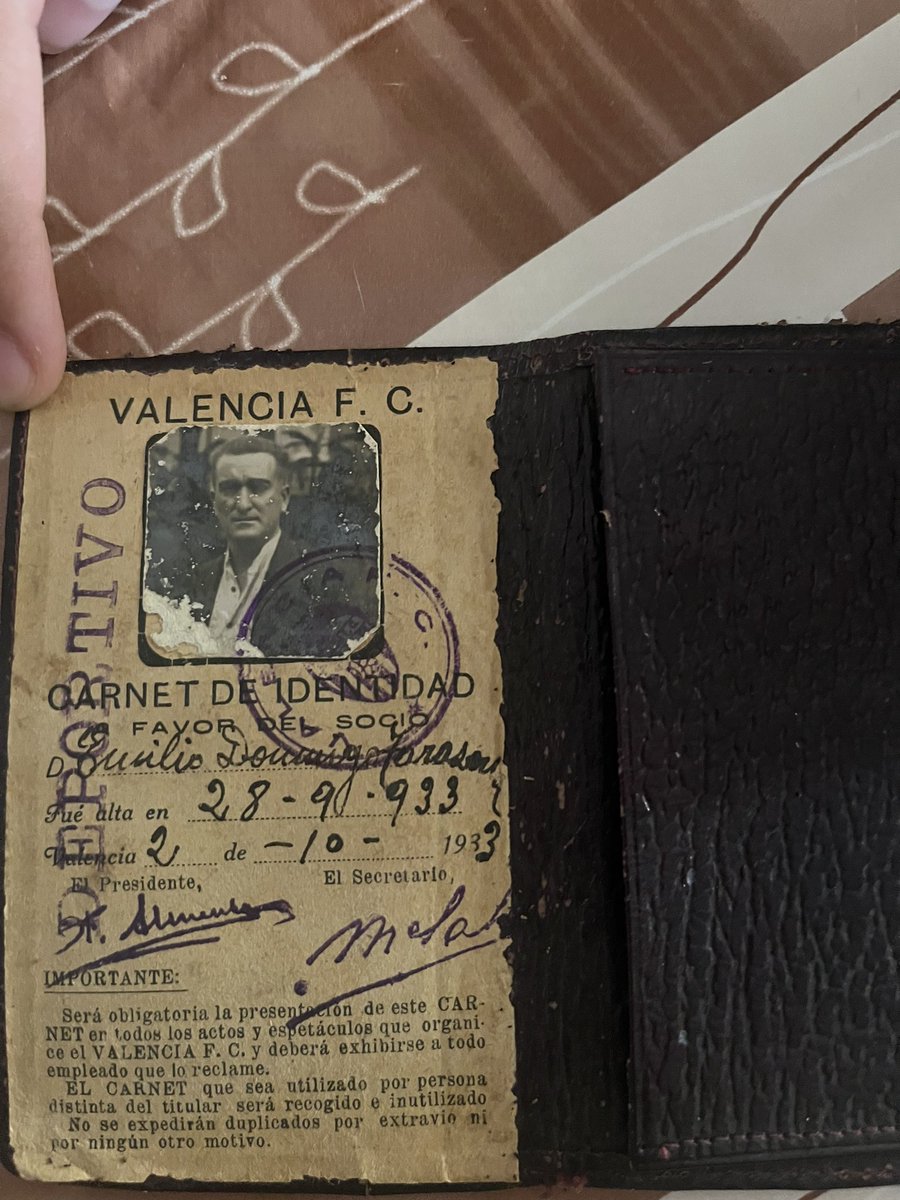 VALENCIA F. C.
DEPORTIVO
CARNET DE IDENTIDAD
A FAVOR DEL SOCIO
D. Emilio Domingo
Fué alta en 28 - 9 - 933
Valencia 2 de - 10 - 1933
El Presidente, El Secretario,
IMPORTANTE:
Será obligatoria la presentación de este CAR-
NET en todos los actos y espetáculos que organi-
ce el VALENCIA F. C. y deberá exhibirse a todo
empleado que lo reclame.
EL CARNET que sea utilizado por persona
distinta del titular será recogido e inutilizado
No se expedirán duplicados por extravio ni
por ningún otro motivo.